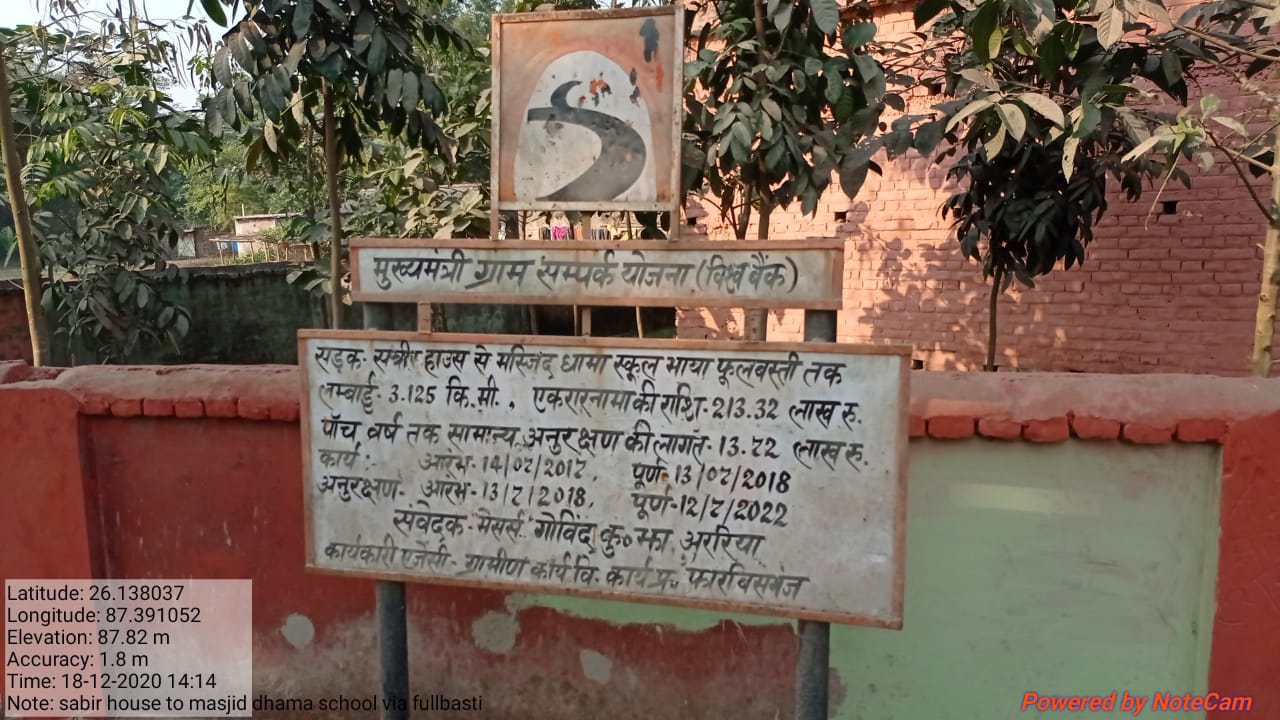 मुख्यमंत्री ग्राम सम्पर्क योजना (विश्व बैंक)
सड़क- सब्बीर हाउस से मस्जिद धामा स्कूल भाया फूलवस्ती तक
लम्बाई- 3.125 कि.मी., एकरारनामा की राशि- 213.32 लाख रु.
पाँच वर्ष तक सामान्य अनुरक्षण की लागत- 13.72 लाख रु.
कार्य:- आरंभ- 14/07/2017, पूर्ण- 13/07/2018
अनुरक्षण- आरंभ- 13/7/2018, पूर्ण- 12/7/2022
संवेदक- मैसर्स गोविंद कु० झा अररिया
कार्यकारी एजेंसी- ग्रामीण कार्य वि. कार्य प्र. फारबिसगंज
Latitude: 26.138037
Longitude: 87.391052
Elevation: 87.82 m
Accuracy: 1.8 m
Time: 18-12-2020 14:14
Note: sabir house to masjid dhama school via fullbasti
Powered by NoteCam